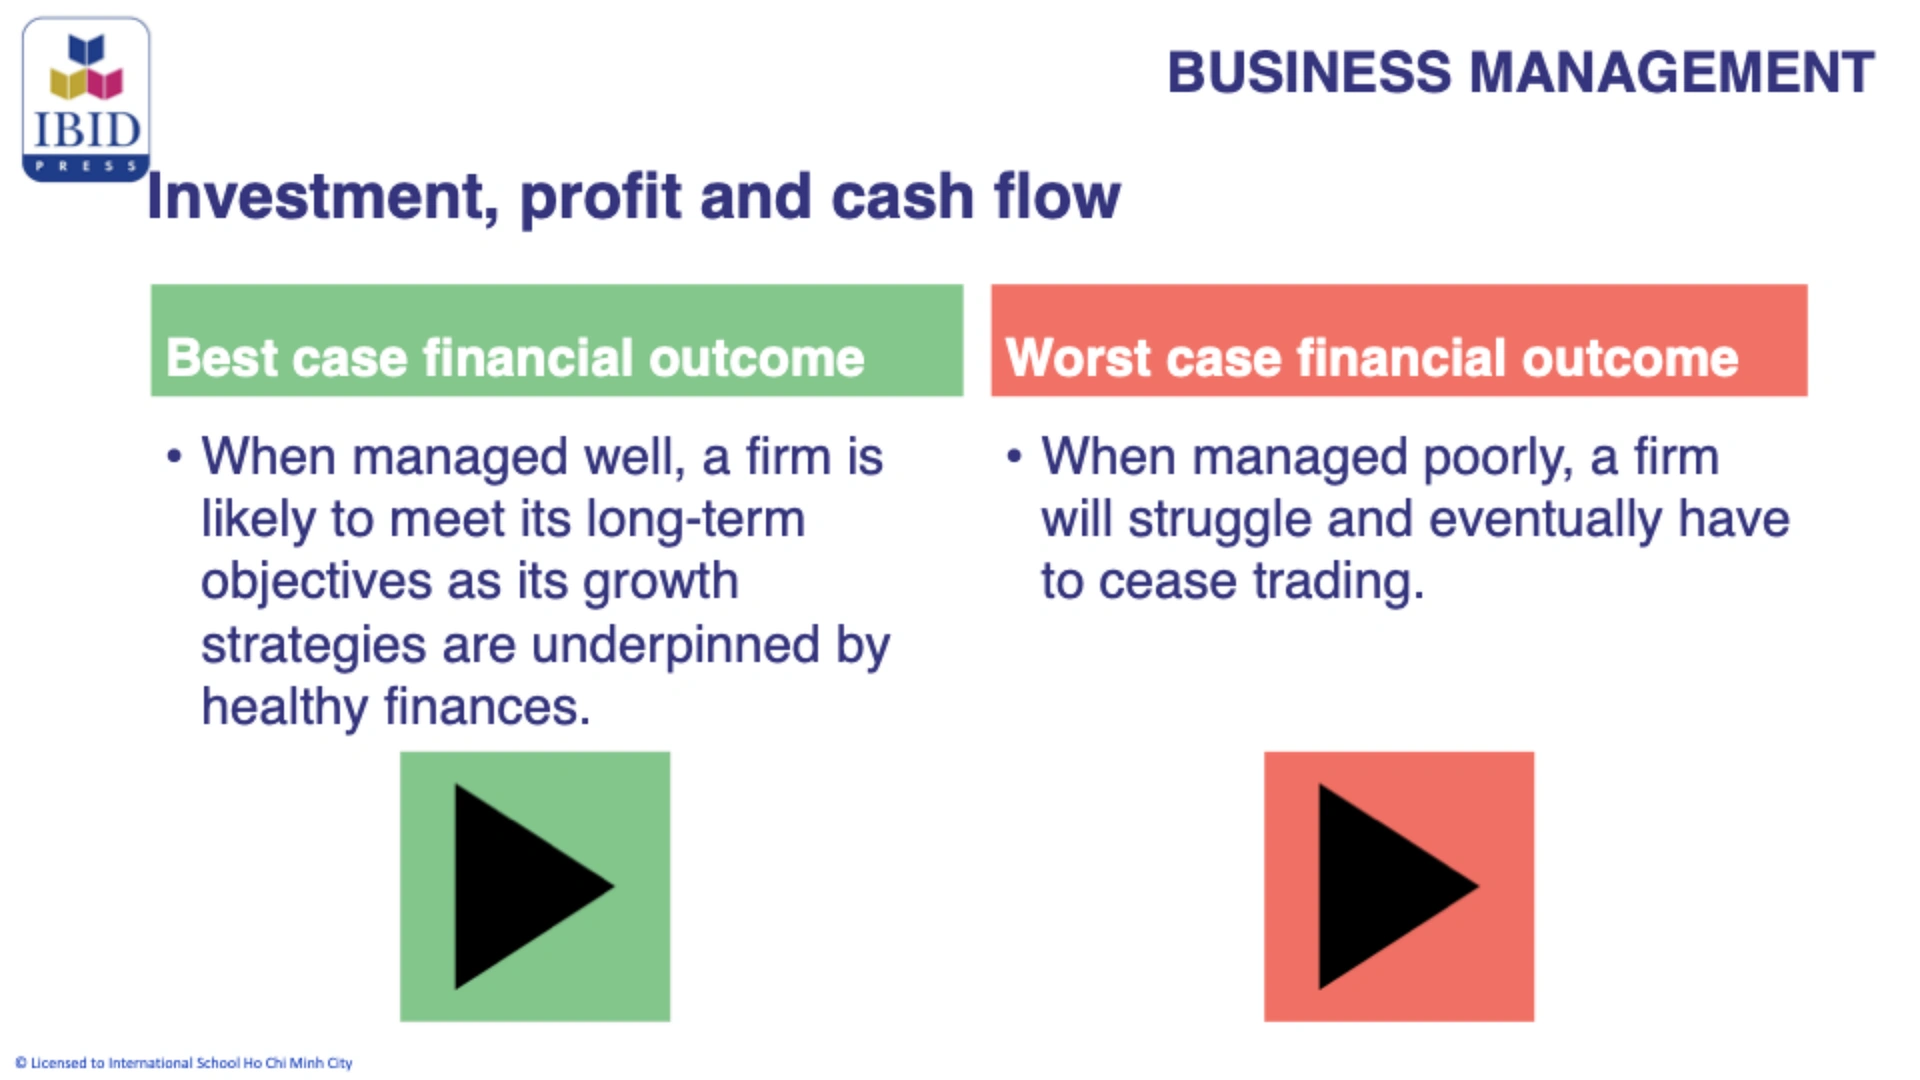 IBID
PRESS
BUSINESS MANAGEMENT
Investment, profit and cash flow
Best case financial outcome
• When managed well, a firm is
likely to meet its long-term
objectives as its growth
strategies are underpinned by
healthy finances.
Worst case financial outcome
• When managed poorly, a firm
will struggle and eventually have
to cease trading.
© Licensed to International School Ho Chi Minh City